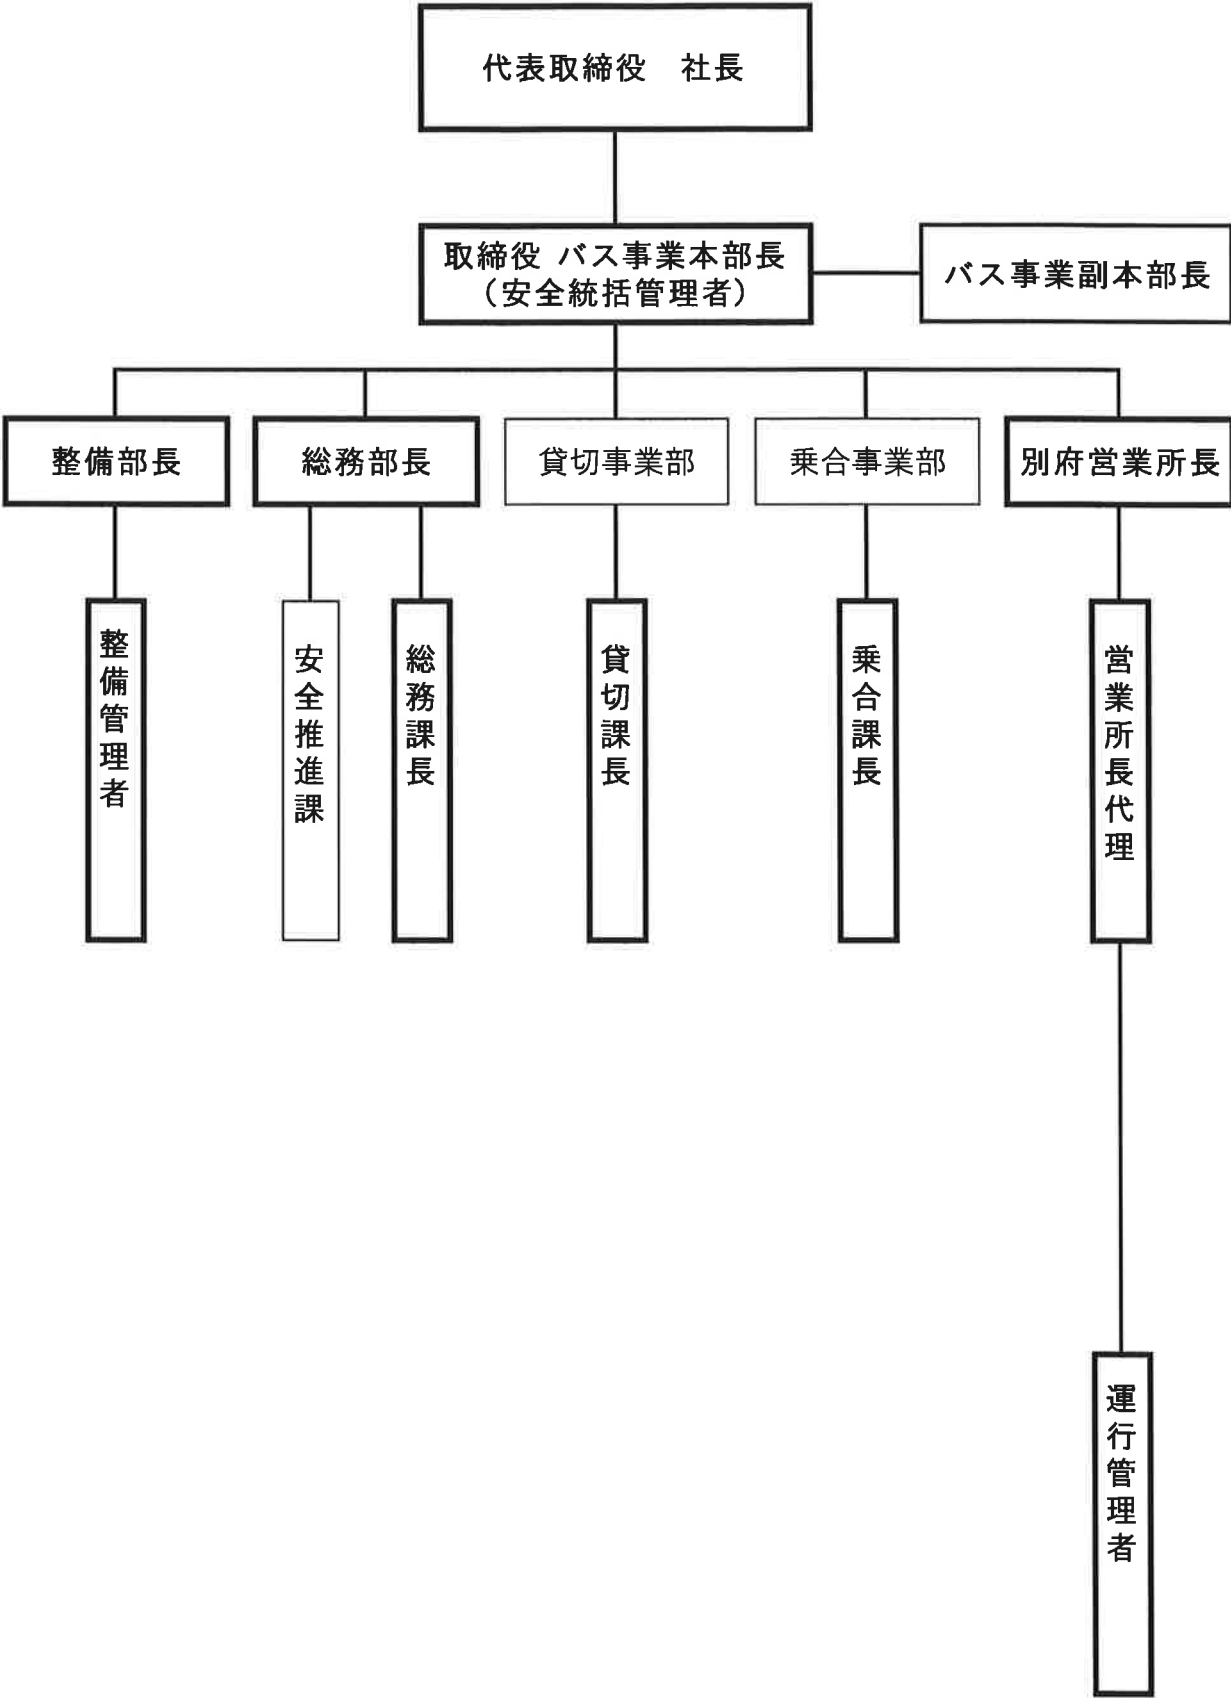 代表取締役　社長
取締役 バス事業本部長
（安全統括管理者）
バス事業副本部長
整備部長
総務部長
貸切事業部
乗合事業部
別府営業所長
整備管理者
安全推進課
総務課長
貸切課長
乗合課長
営業所長代理
運行管理者